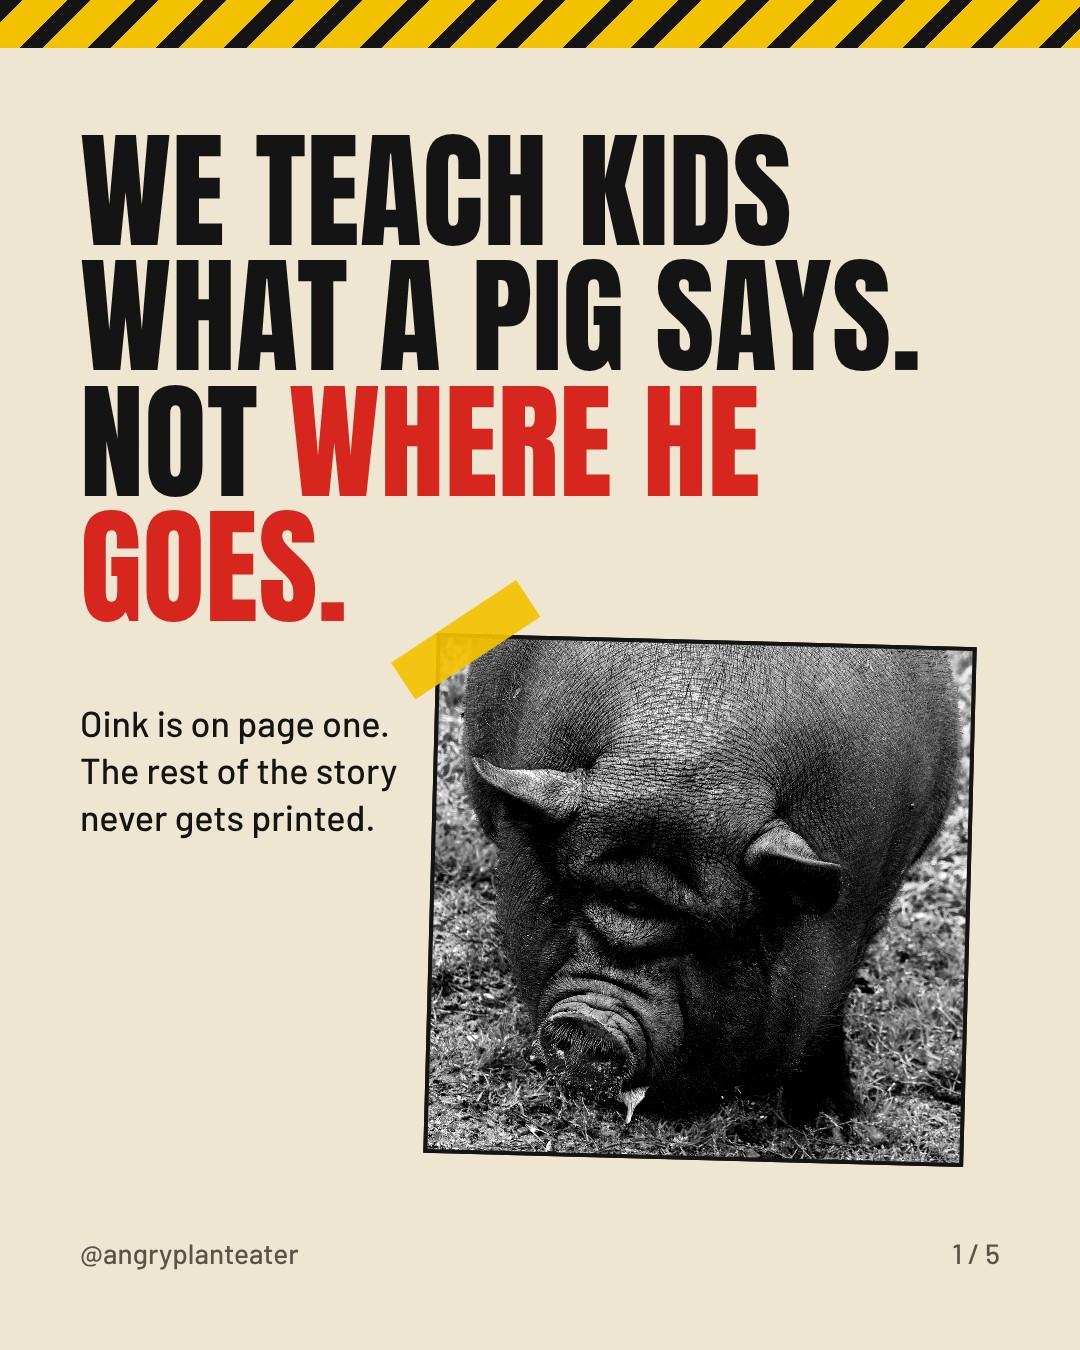 WE TEACH KIDS
WHAT A PIG SAYS.
NOT WHERE HE
GOES.
Oink is on page one.
The rest of the story
never gets printed.
@angryplanteater
1 / 5